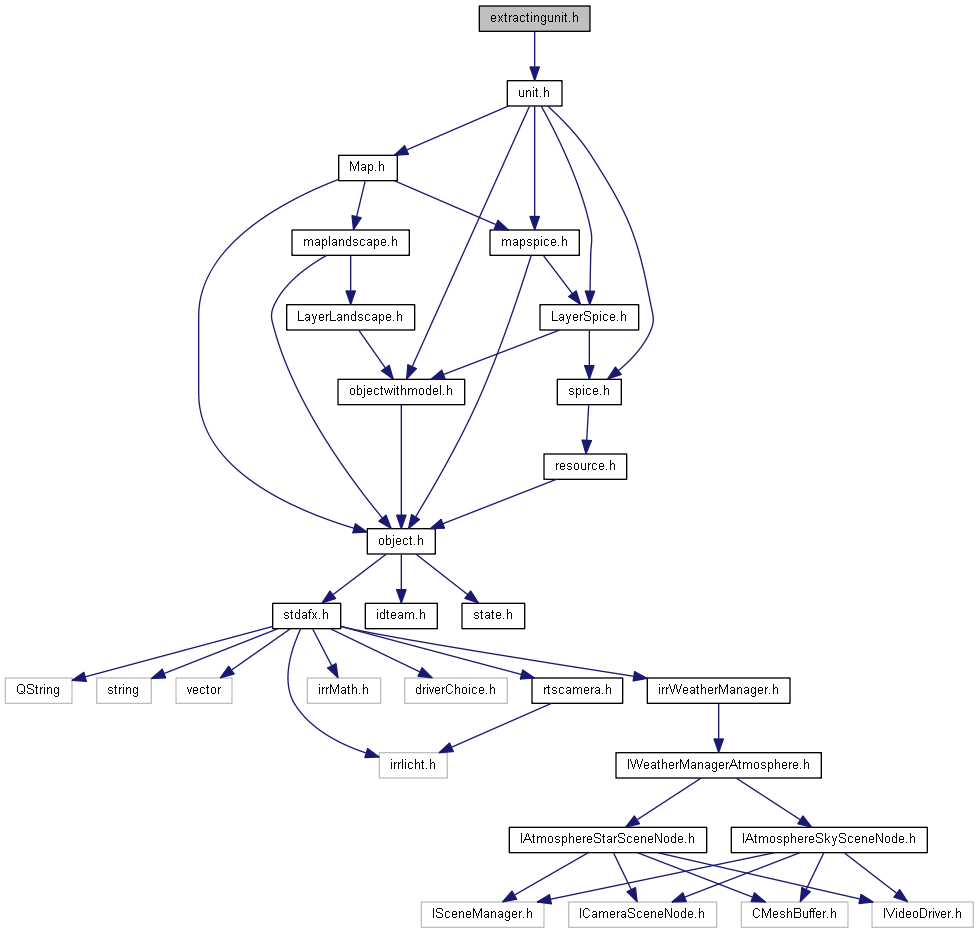 extractingunit.h
unit.h
Map.h
maplandscape.h
mapspice.h
LayerLandscape.h
LayerSpice.h
objectwithmodel.h
spice.h
resource.h
object.h
stdafx.h
idteam.h
state.h
QString
string
vector
irrMath.h
driverChoice.h
rtscamera.h
irrWeatherManager.h
irrlicht.h
IWeatherManagerAtmosphere.h
IAtmosphereStarSceneNode.h
IAtmosphereSkySceneNode.h
ISceneManager.h
ICameraSceneNode.h
CMeshBuffer.h
IVideoDriver.h